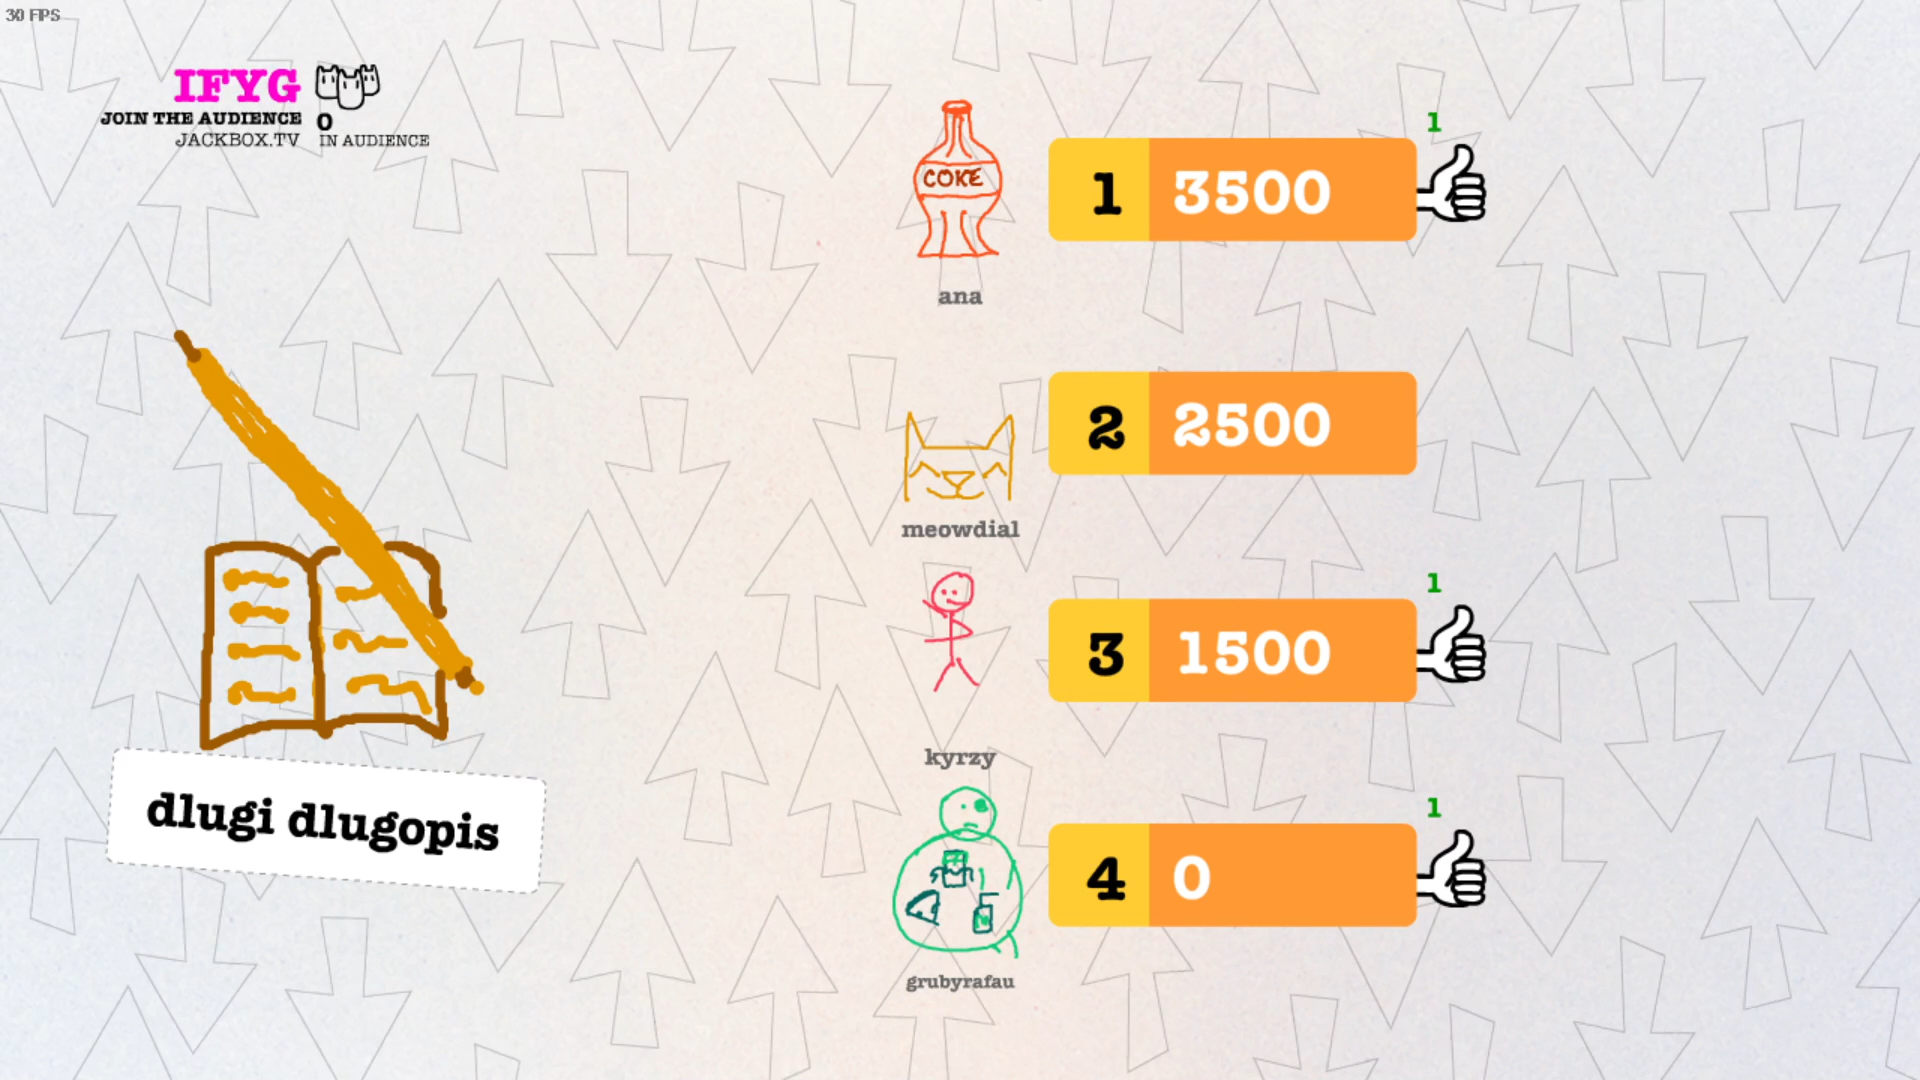 30 FPS
IFYG
JOIN THE AUDIENCE
JACKBOX.TV
0
IN AUDIENCE
dlugi dlugopis
COKE
ana
1 3500
1
meowdial
2 2500
kyrzy
3 1500
1
grubyrafau
4 0
1